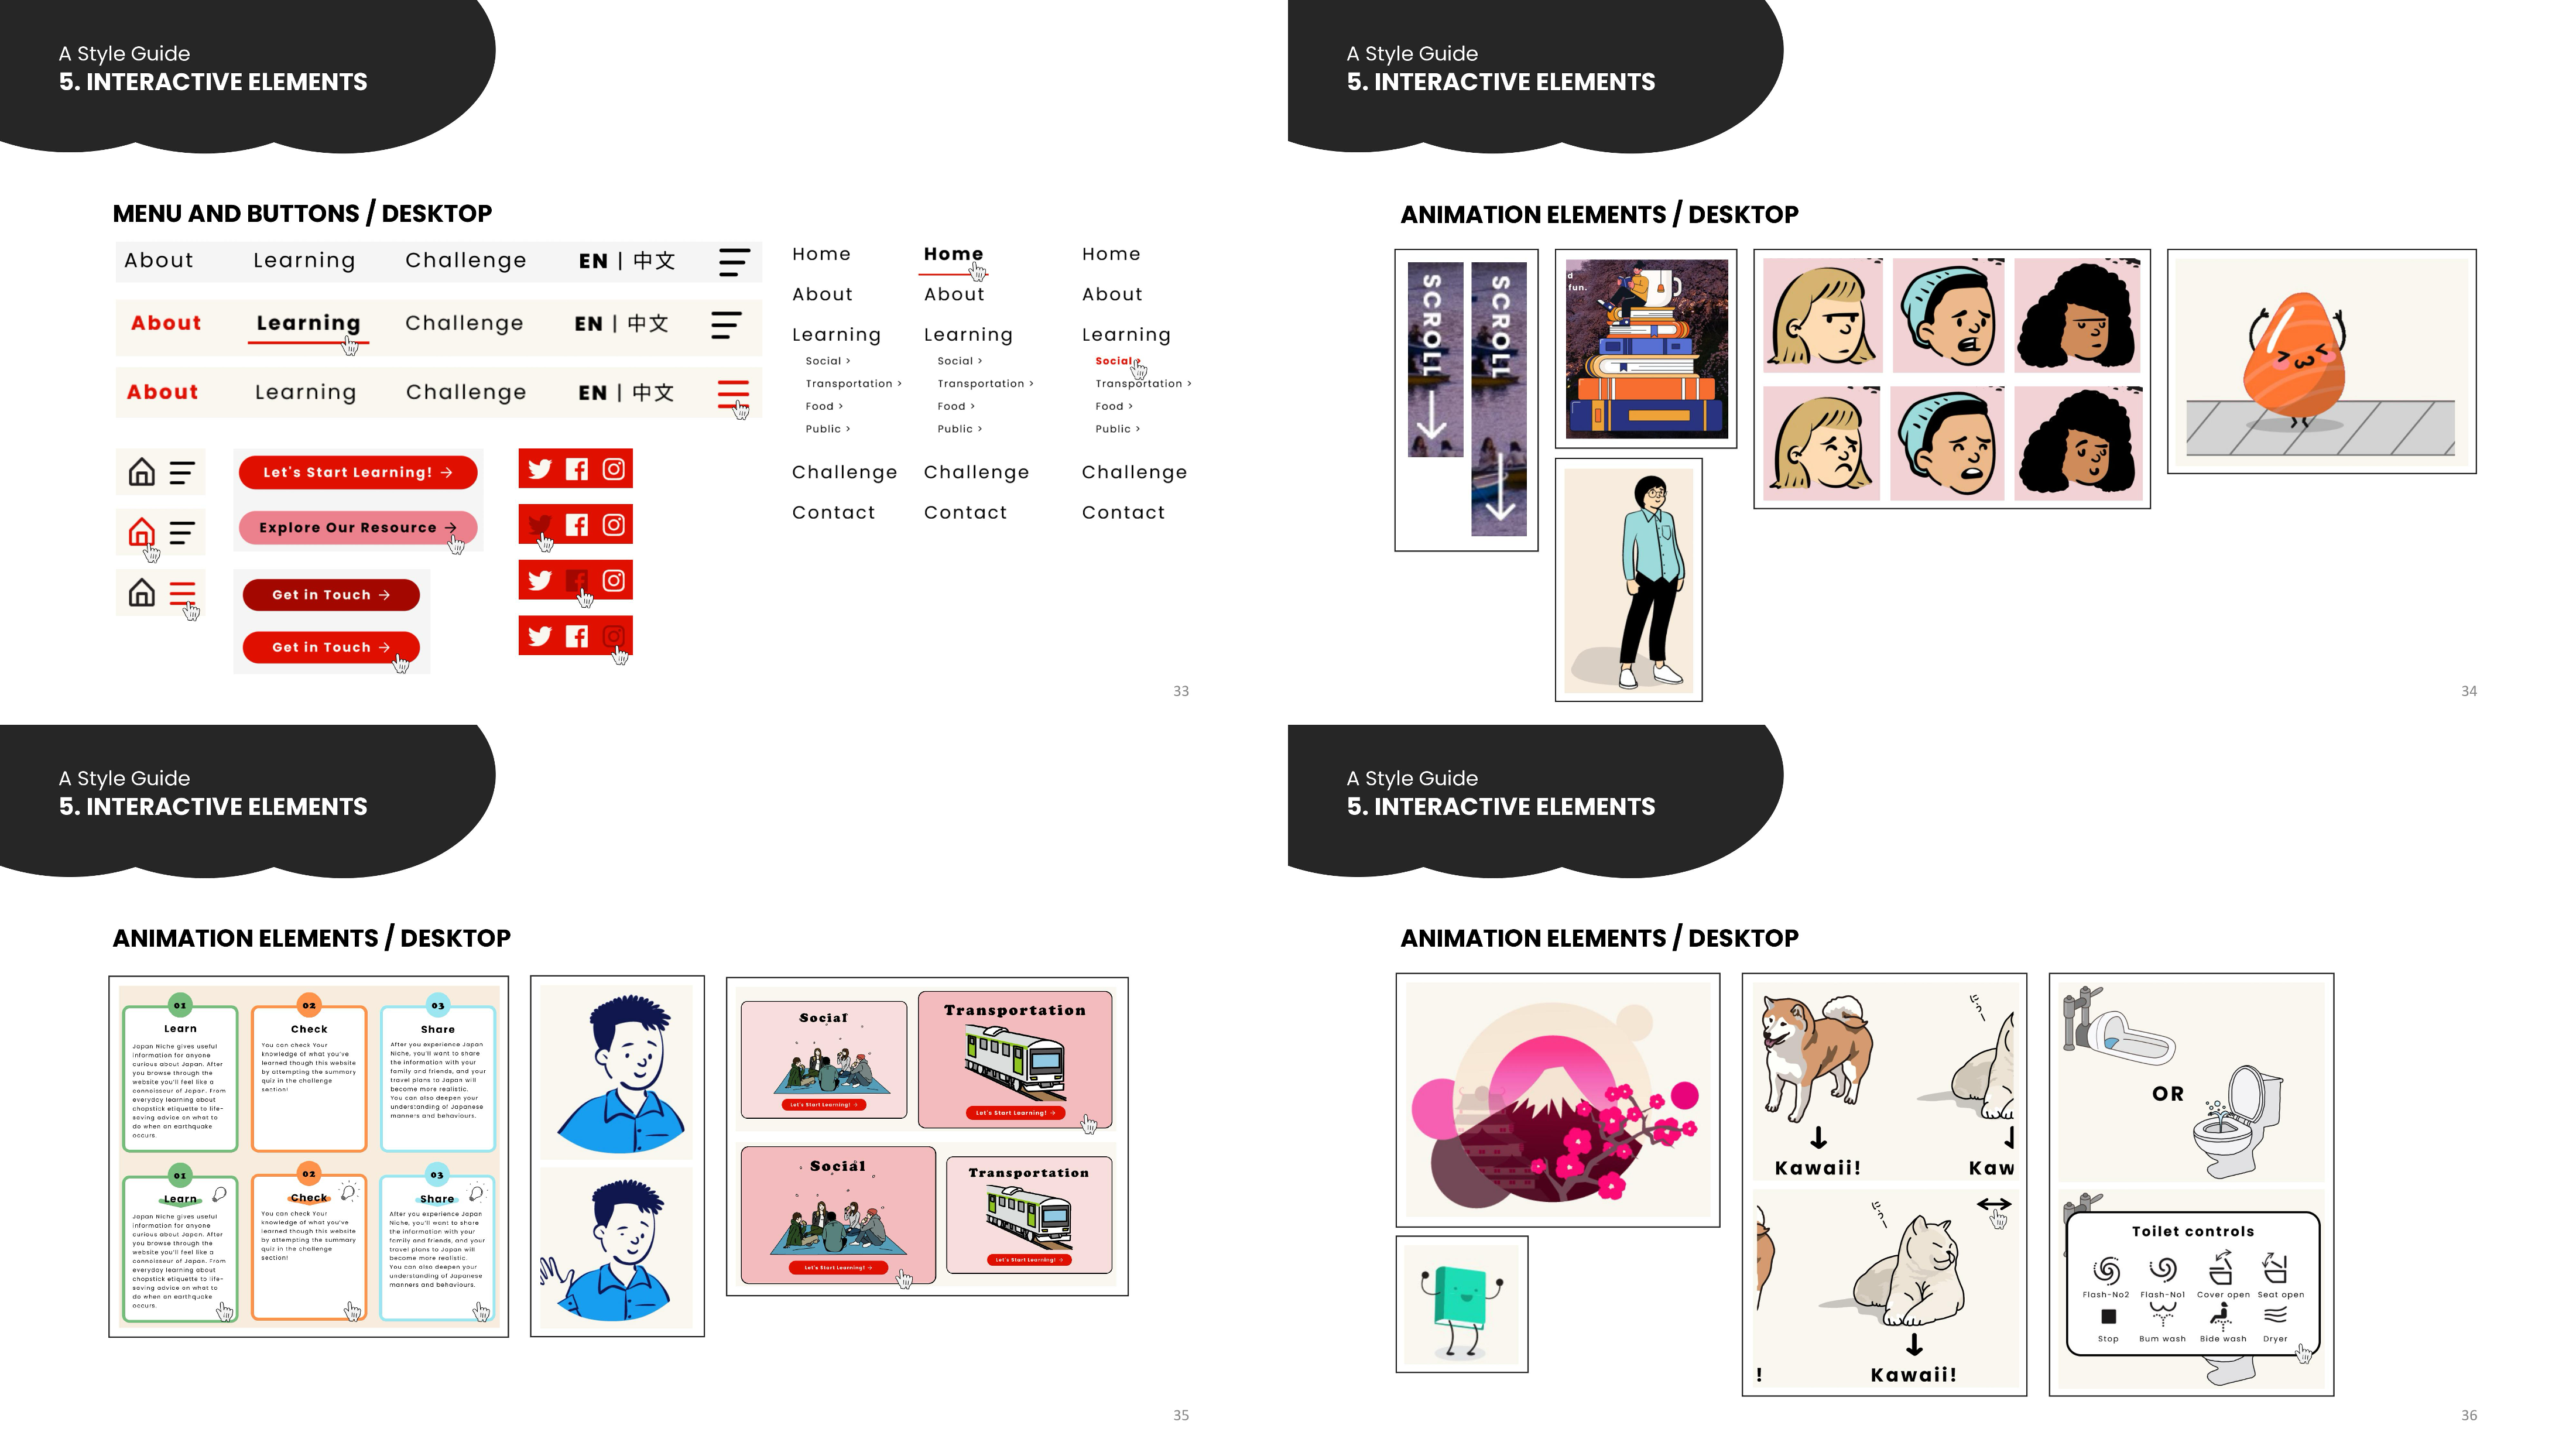 A Style Guide
5. INTERACTIVE ELEMENTS
MENU AND BUTTONS / DESKTOP
About Learning Challenge EN | 中文
About Learning Challenge EN | 中文
About Learning Challenge EN | 中文
Let's Start Learning! →
Explore Our Resource →
Get in Touch →
Get in Touch →
Home
About
Learning
Social >
Transportation >
Food >
Public >
Challenge
Contact
Home
About
Learning
Social >
Transportation >
Food >
Public >
Challenge
Contact
Home
About
Learning
Social >
Transportation >
Food >
Public >
Challenge
Contact
33
A Style Guide
5. INTERACTIVE ELEMENTS
ANIMATION ELEMENTS / DESKTOP
SCROLL
SCROLL
d
fun.
34
A Style Guide
5. INTERACTIVE ELEMENTS
ANIMATION ELEMENTS / DESKTOP
01
Learn
Japan Niche gives useful
information for anyone
curious about Japan. After
you browse through the
website you'll feel like a
connoisseur of Japan. From
everyday learning about
chopstick etiquette to life-
saving advice on what to
do when an earthquake
occurs.
02
Check
You can check Your
knowledge of what you've
learned though this website
by attempting the summary
quiz in the challenge
section!
03
Share
After you experience Japan
Niche, you'll want to share
the information with your
family and friends, and your
travel plans to Japan will
become more realistic.
You can also deepen your
understanding of Japanese
manners and behaviours.
01
Learn
Japan Niche gives useful
information for anyone
curious about Japan. After
you browse through the
website you'll feel like a
connoisseur of Japan. From
everyday learning about
chopstick etiquette to life-
saving advice on what to
do when an earthquake
occurs.
02
Check
You can check Your
knowledge of what you've
learned though this website
by attempting the summary
quiz in the challenge
section!
03
Share
After you experience Japan
Niche, you'll want to share
the information with your
family and friends, and your
travel plans to Japan will
become more realistic.
You can also deepen your
understanding of Japanese
manners and behaviours.
Social
Let's Start Learning! →
Transportation
Let's Start Learning! →
Social
Let's Start Learning! →
Transportation
Let's Start Learning! →
35
A Style Guide
5. INTERACTIVE ELEMENTS
ANIMATION ELEMENTS / DESKTOP
Kawaii!
Kaw
!
Kawaii!
OR
Toilet controls
Flash-No2 Flash-No1 Cover open Seat open
Stop Bum wash Bide wash Dryer
36